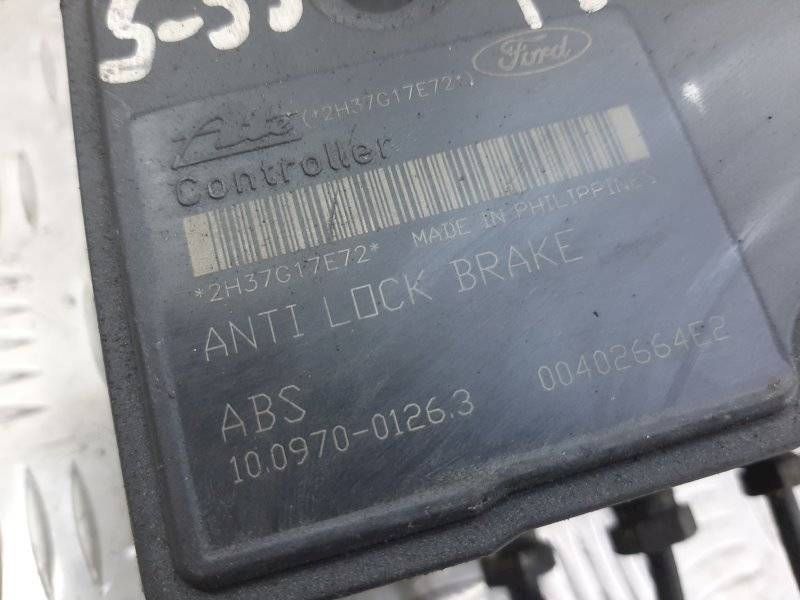 Ford
Ate (*2H37G17E72*)
Controller
*2H37G17E72* MADE IN PHILIPPINES
ANTI LOCK BRAKE
ABS
10.0970-0126.3 00402664E2